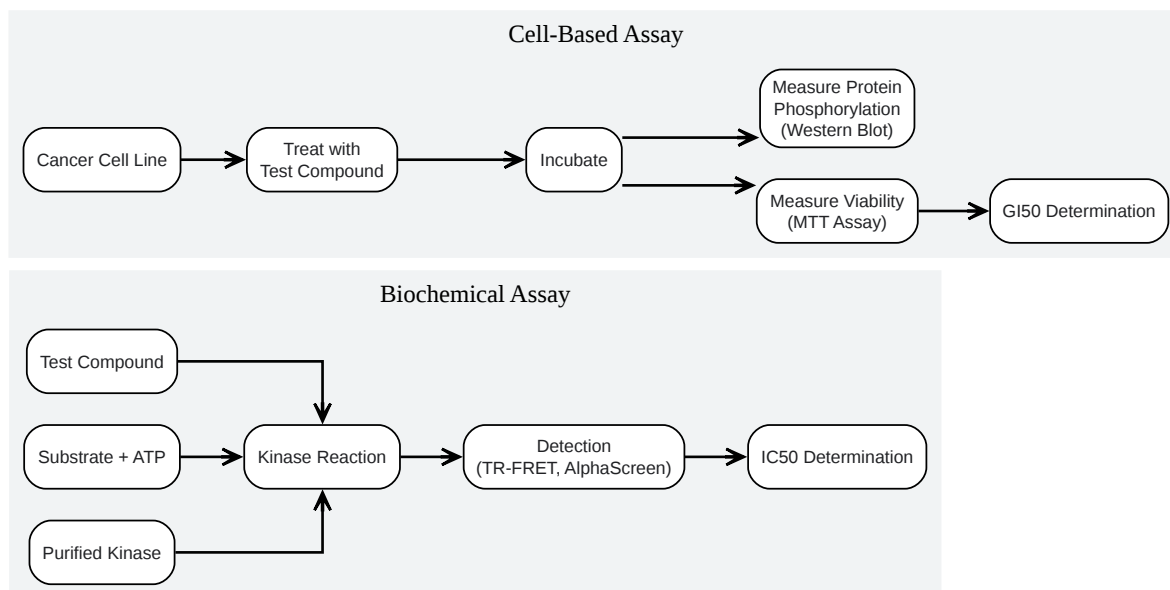 Cell-Based Assay
Cancer Cell Line
Treat with
Test Compound
Incubate
Measure Protein
Phosphorylation
(Western Blot)
Measure Viability
(MTT Assay)
GI50 Determination
Biochemical Assay
Test Compound
Substrate + ATP
Purified Kinase
Kinase Reaction
Detection
(TR-FRET, AlphaScreen)
IC50 Determination